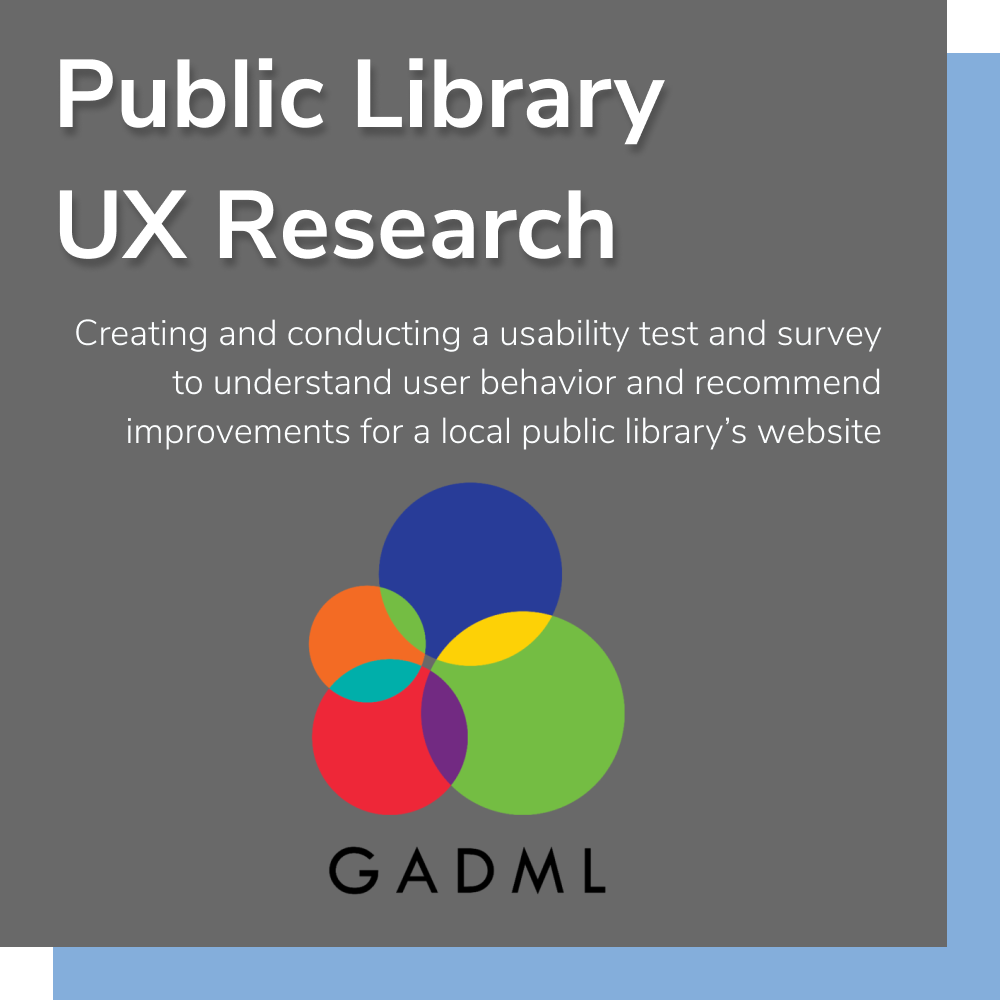 Public Library
UX Research
Creating and conducting a usability test and survey
to understand user behavior and recommend
improvements for a local public library’s website
GADML